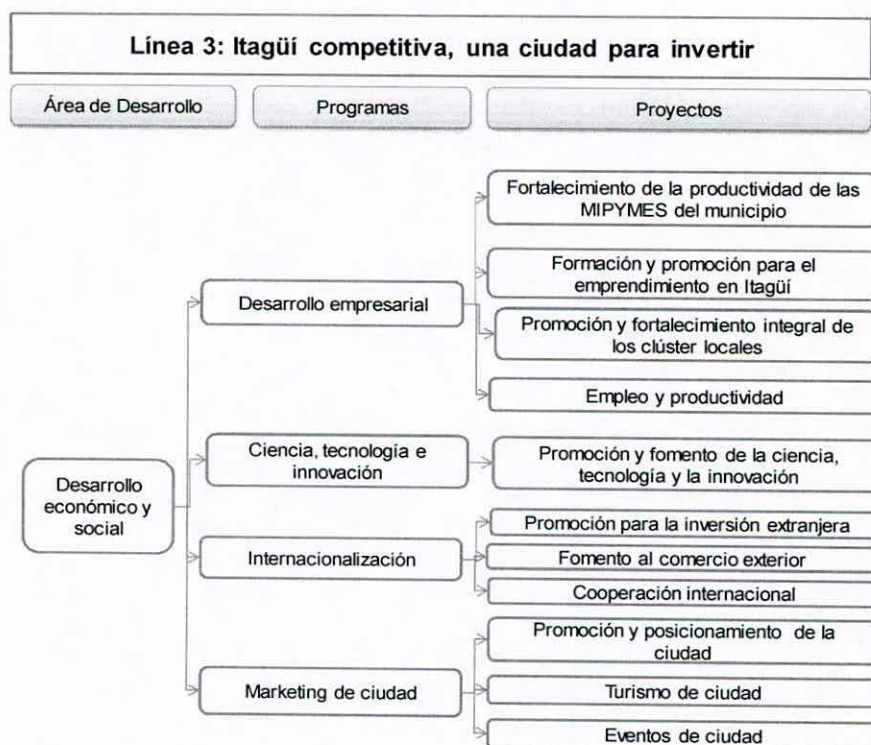 Línea 3: Itagüí competitiva, una ciudad para invertir
Área de Desarrollo
Programas
Proyectos
Fortalecimiento de la productividad de las
MIPYMES del municipio
Formación y promoción para el
emprendimiento en Itagüí
Desarrollo empresarial
Promoción y fortalecimiento integral de
los clúster locales
Empleo y productividad
Ciencia, tecnología e
innovación
Promoción y fomento de la ciencia,
tecnología y la innovación
Desarrollo
económico y
social
Promoción para la inversión extranjera
Internacionalización
Fomento al comercio exterior
Cooperación internacional
Promoción y posicionamiento de la
ciudad
Marketing de ciudad
Turismo de ciudad
Eventos de ciudad